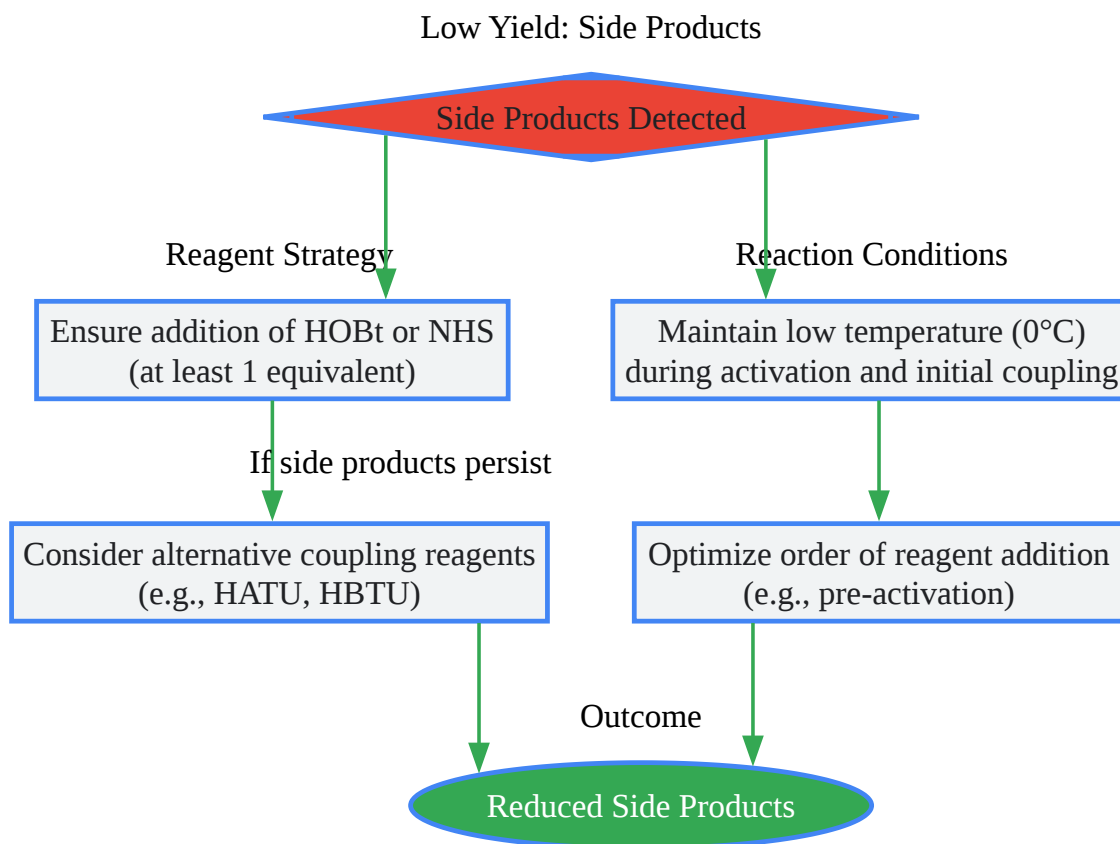 Low Yield: Side Products
Side Products Detected
Reagent Strategy
Reaction Conditions
Ensure addition of HOBt or NHS
(at least 1 equivalent)
Maintain low temperature (0°C)
during activation and initial coupling
If side products persist
Consider alternative coupling reagents
(e.g., HATU, HBTU)
Optimize order of reagent addition
(e.g., pre-activation)
Outcome
Reduced Side Products